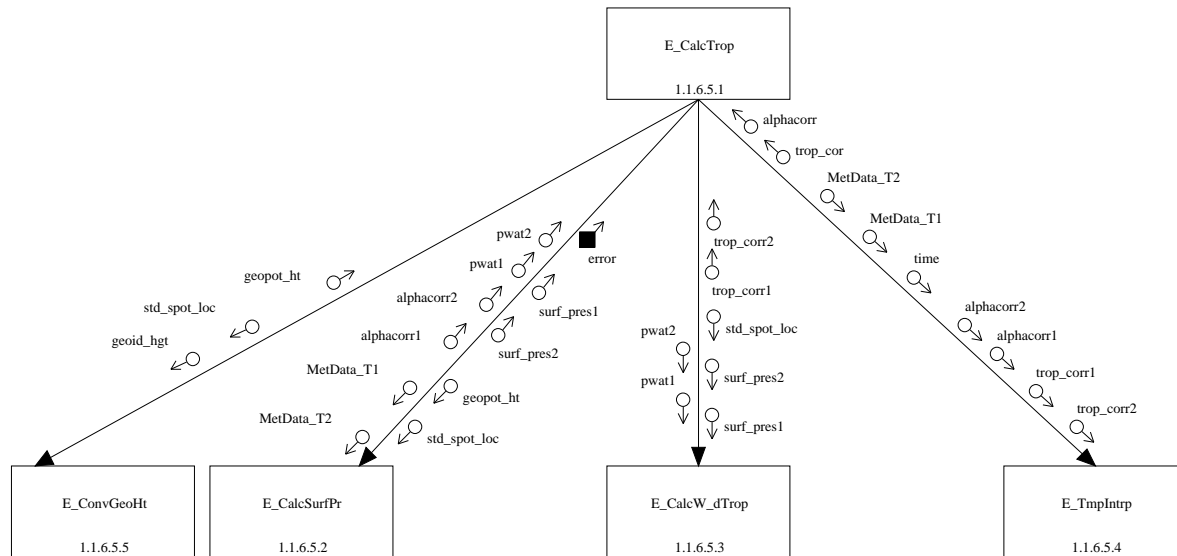 E_CalcTrop
1.1.6.5.1
alphacorr
trop_cor
MetData_T2
MetData_T1
time
alphacorr2
alphacorr1
trop_corr1
trop_corr2
pwat2
error
pwat1
geopot_ht
alphacorr2
surf_pres1
std_spot_loc
alphacorr1
surf_pres2
geoid_hgt
MetData_T1
geopot_ht
MetData_T2
std_spot_loc
trop_corr2
trop_corr1
std_spot_loc
pwat2
surf_pres2
pwat1
surf_pres1
E_ConvGeoHt
1.1.6.5.5
E_CalcSurfPr
1.1.6.5.2
E_CalcW_dTrop
1.1.6.5.3
E_TmpIntrp
1.1.6.5.4